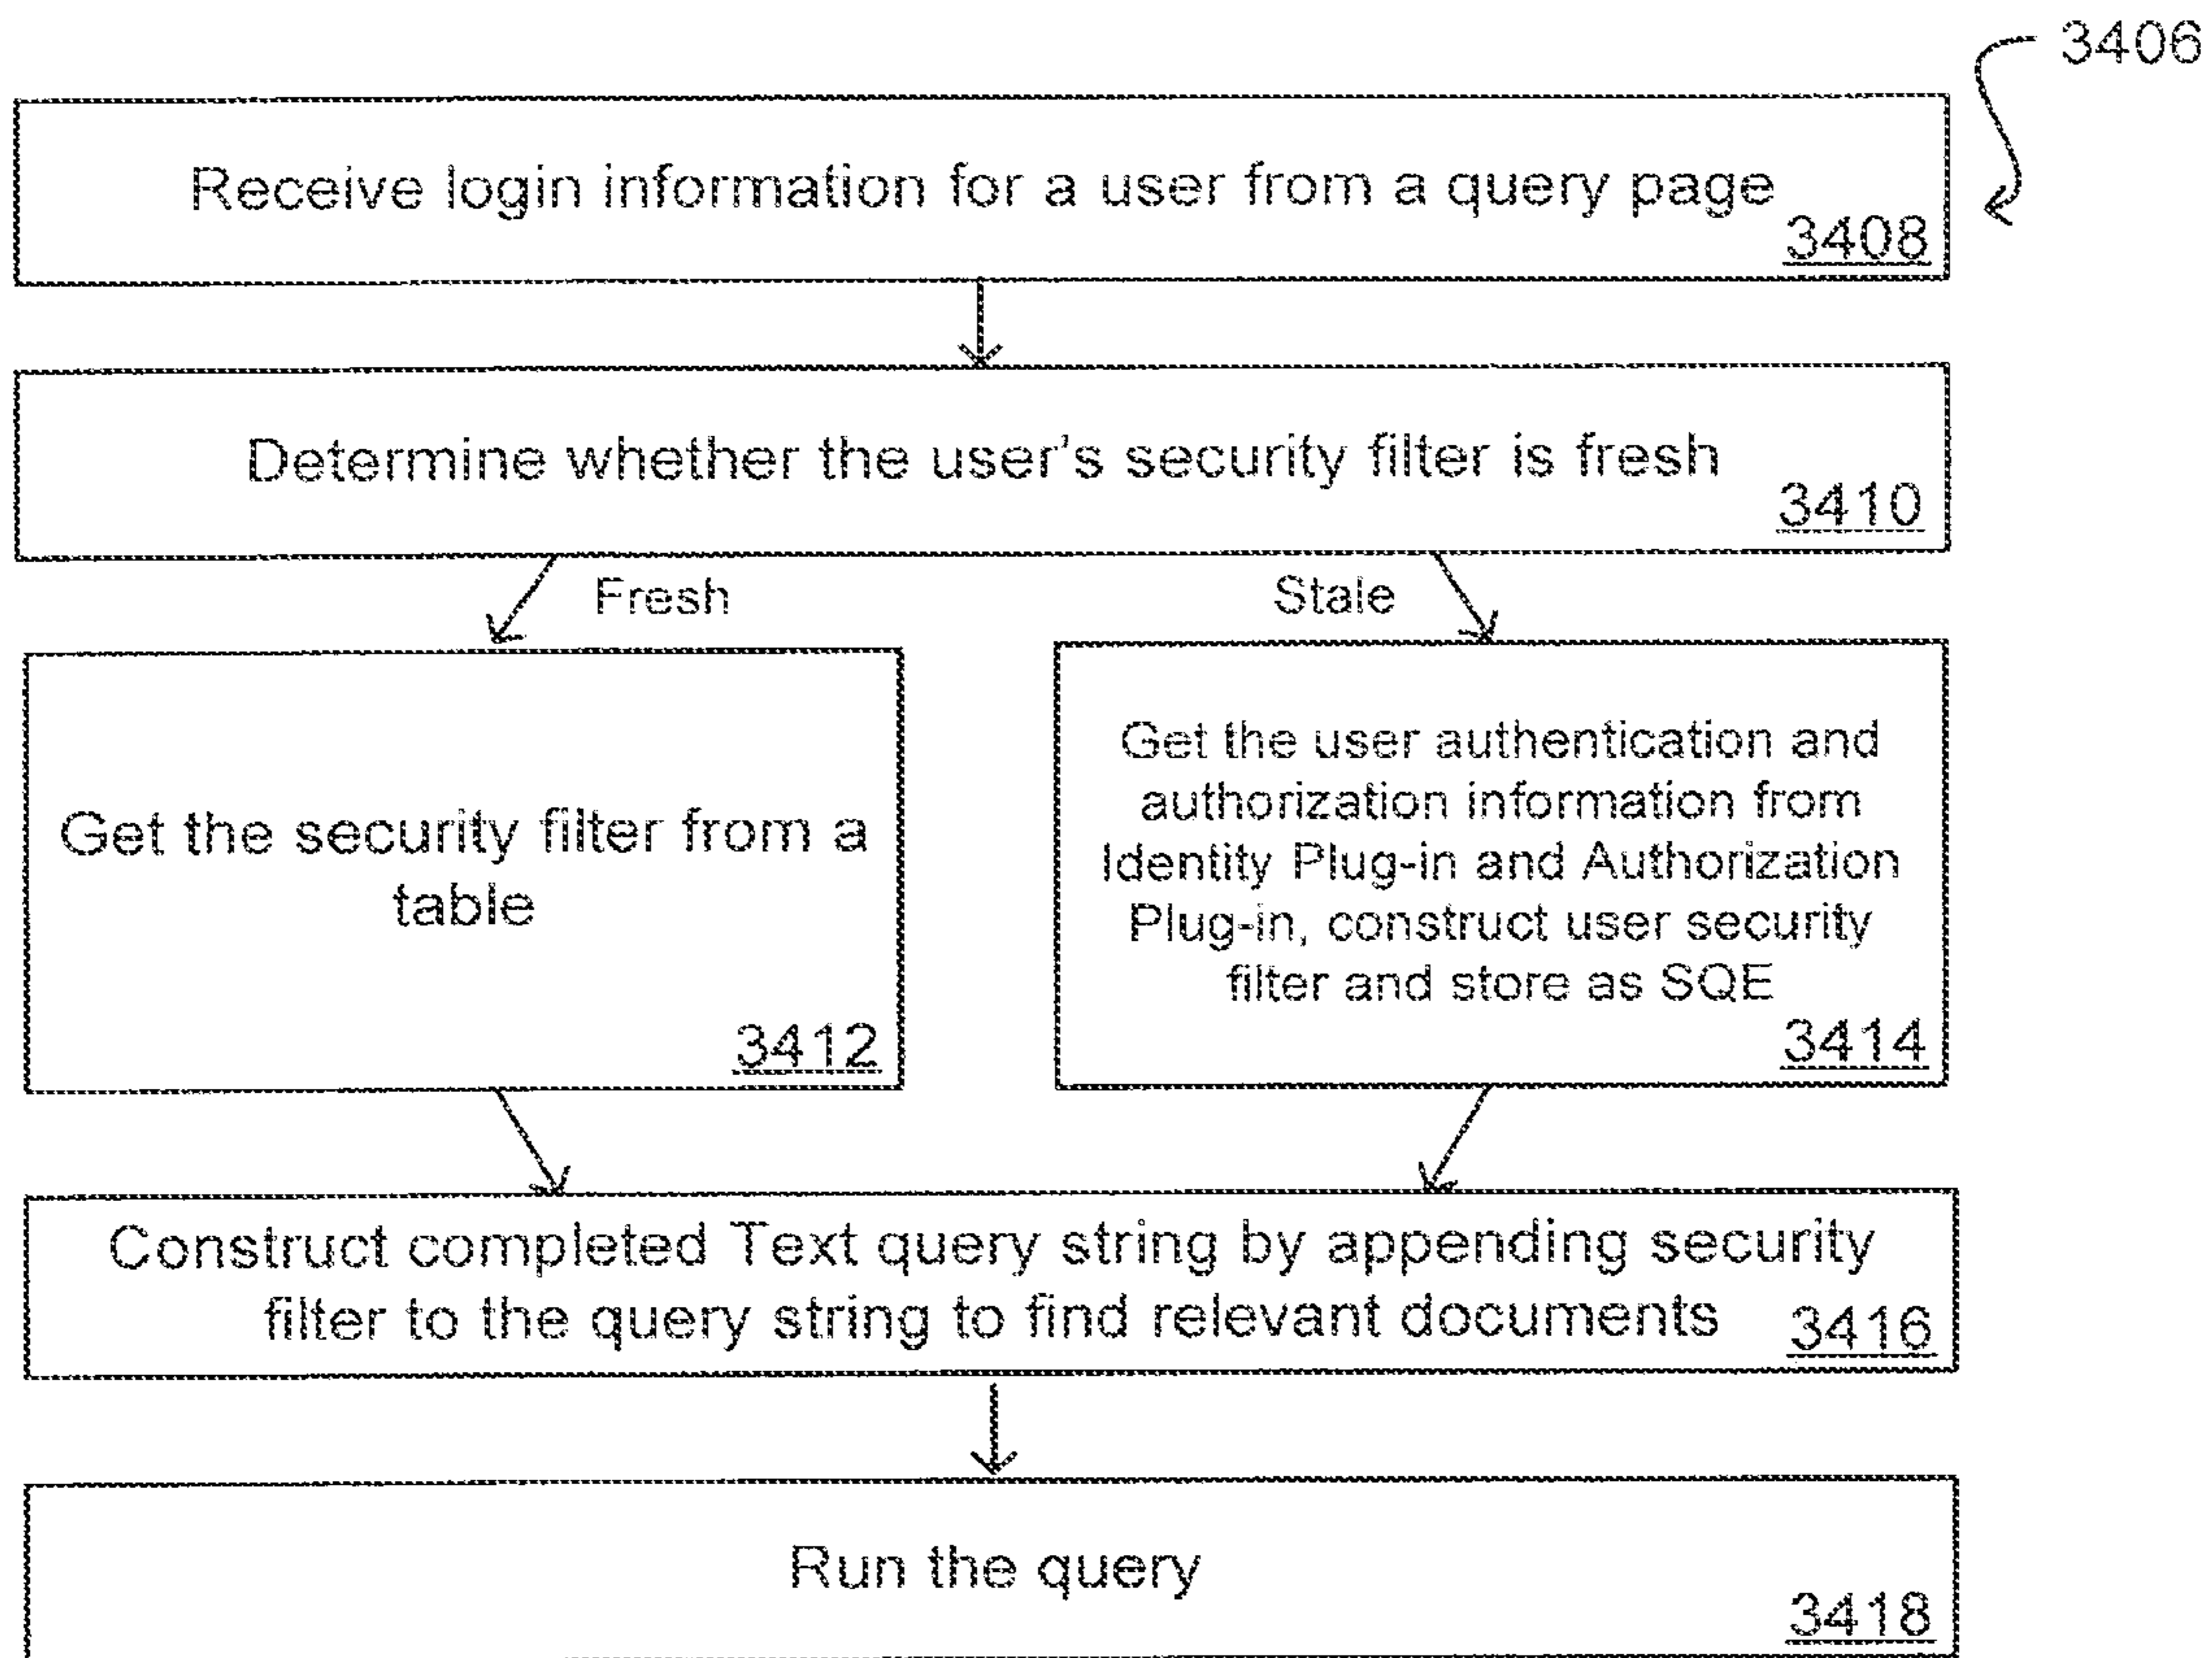 3406
Receive login information for a user from a query page
3408
Determine whether the user's security filter is fresh
3410
Fresh
Stale
Get the security filter from a
table
3412
Get the user authentication and
authorization information from
Identity Plug-in and Authorization
Plug-in, construct user security
filter and store as SQE
3414
Construct completed Text query string by appending security
filter to the query string to find relevant documents
3416
Run the query
3418